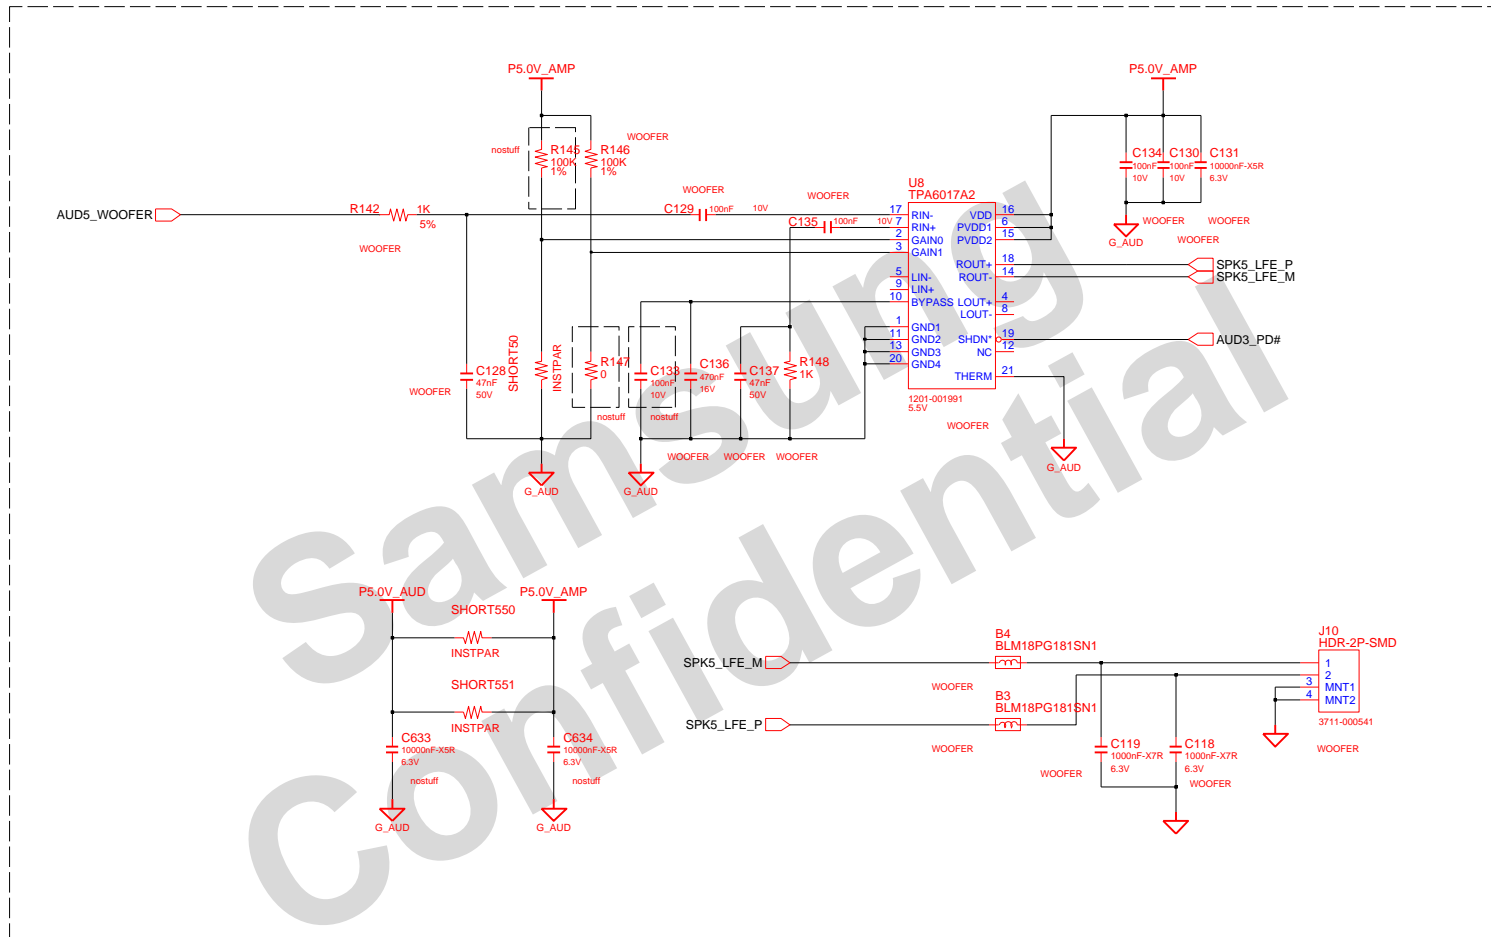 P5.0V_AMP
P5.0V_AMP
nostuff
R145
100K
1%
R146
100K
1%
WOOFER
C134
100nF
10V
C130
100nF
10V
C131
10000nF-X5R
6.3V
WOOFER
WOOFER
WOOFER
G_AUD
AUD5_WOOFER
R142
1K
5%
WOOFER
WOOFER
C129
100nF
10V
WOOFER
C135
100nF
10V
U8
TPA6017A2
17 RIN- VDD 16
7 RIN+ PVDD1 6
2 GAIN0 PVDD2 15
3 GAIN1
ROUT+ 18
5 LIN- ROUT- 14
9 LIN+
10 BYPASS LOUT+ 4
LOUT- 8
1 GND1
11 GND2 SHDN* 19
13 GND3 NC 12
20 GND4
THERM 21
1201-001991
5.5V
WOOFER
SPK5_LFE_P
SPK5_LFE_M
AUD3_PD#
G_AUD
WOOFER
C128
47nF
50V
SHORT50
INSTPAR
R147
0
nostuff
C133
100nF
10V
nostuff
C136
470nF
16V
C137
47nF
50V
R148
1K
WOOFER
WOOFER
WOOFER
G_AUD
G_AUD
Samsung
Confidential
P5.0V_AUD
P5.0V_AMP
SHORT550
INSTPAR
SHORT551
INSTPAR
C633
10000nF-X5R
6.3V
nostuff
C634
10000nF-X5R
6.3V
nostuff
G_AUD
G_AUD
SPK5_LFE_M
B4
BLM18PG181SN1
WOOFER
SPK5_LFE_P
B3
BLM18PG181SN1
WOOFER
J10
HDR-2P-SMD
1
2
3 MNT1
4 MNT2
3711-000541
WOOFER
C119
1000nF-X7R
6.3V
WOOFER
C118
1000nF-X7R
6.3V
WOOFER